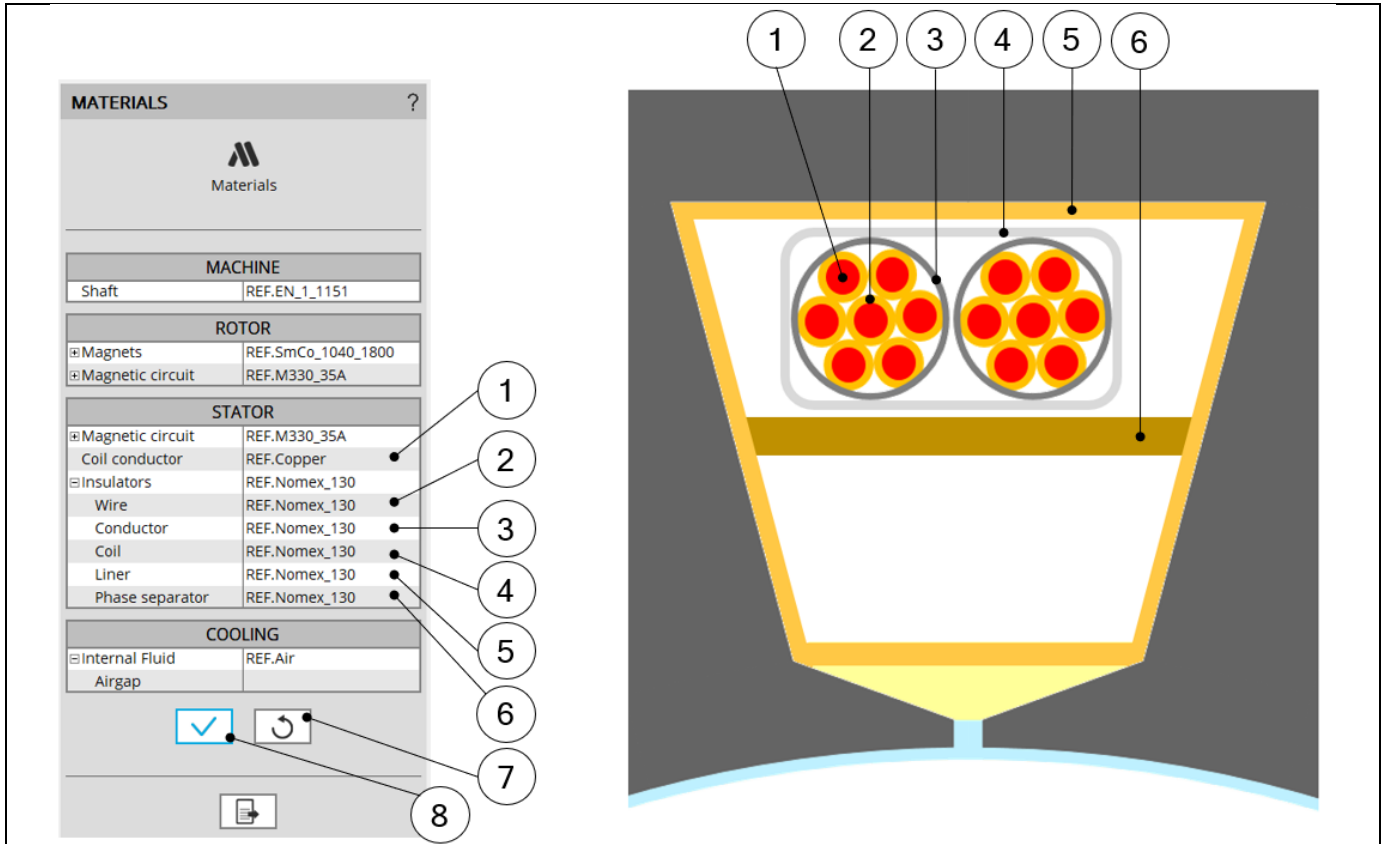 MATERIALS ?
Materials
MACHINE
Shaft REF.EN_1_1151
ROTOR
Magnets REF.SmCo_1040_1800
Magnetic circuit REF.M330_35A
STATOR
Magnetic circuit REF.M330_35A
Coil conductor REF.Copper
Insulators REF.Nomex_130
Wire REF.Nomex_130
Conductor REF.Nomex_130
Coil REF.Nomex_130
Liner REF.Nomex_130
Phase separator REF.Nomex_130
COOLING
Internal Fluid REF.Air
Airgap
1
2
3
4
5
6
7
8
1 2 3 4 5 6